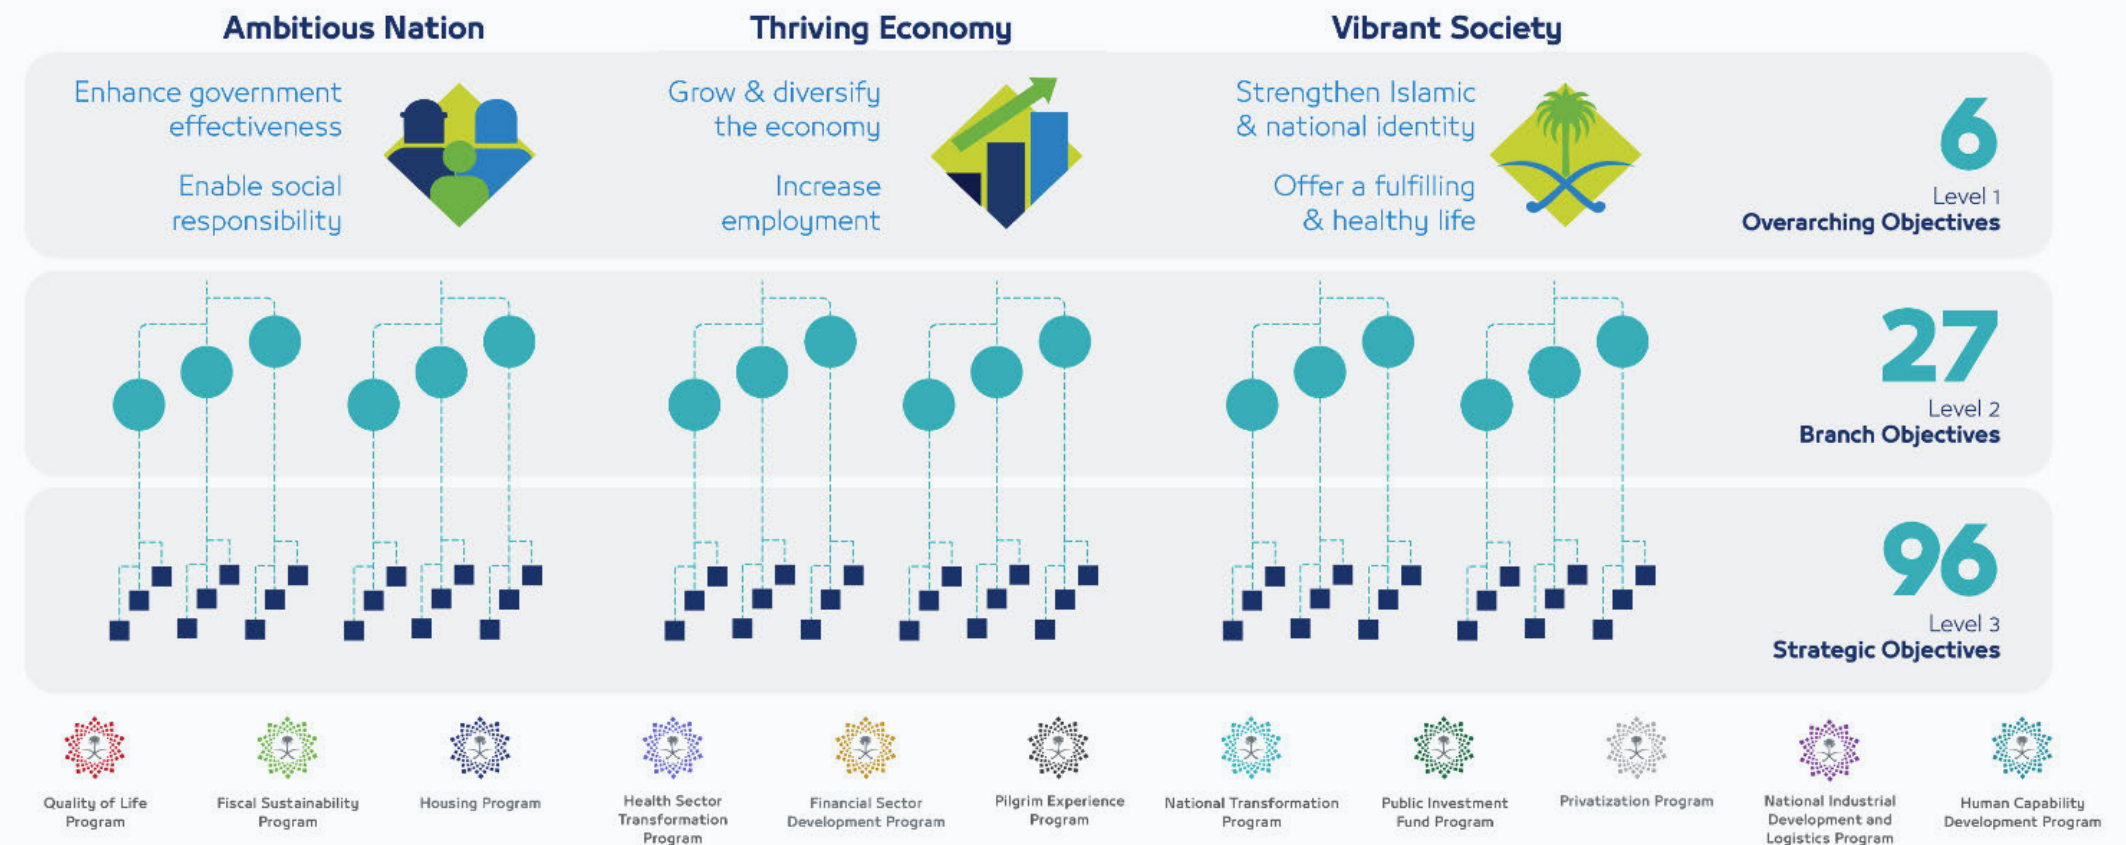 Ambitious Nation
Thriving Economy
Vibrant Society
Enhance government
effectiveness
Enable social
responsibility
Grow & diversify
the economy
Increase
employment
Strengthen Islamic
& national identity
Offer a fulfilling
& healthy life
6
Level 1
Overarching Objectives
27
Level 2
Branch Objectives
96
Level 3
Strategic Objectives
Quality of Life
Program
Fiscal Sustainability
Program
Housing Program
Health Sector
Transformation
Program
Financial Sector
Development Program
Pilgrim Experience
Program
National Transformation
Program
Public Investment
Fund Program
Privatization Program
National Industrial
Development and
Logistics Program
Human Capability
Development Program